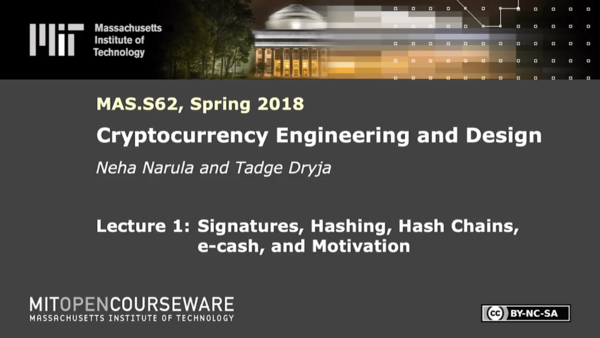 Massachusetts
Institute of
Technology
MAS.S62, Spring 2018
Cryptocurrency Engineering and Design
Neha Narula and Tadge Dryja
Lecture 1: Signatures, Hashing, Hash Chains,
e-cash, and Motivation
MITOPENCOURSEWARE
MASSACHUSETTS INSTITUTE OF TECHNOLOGY
cc BY-NC-SA